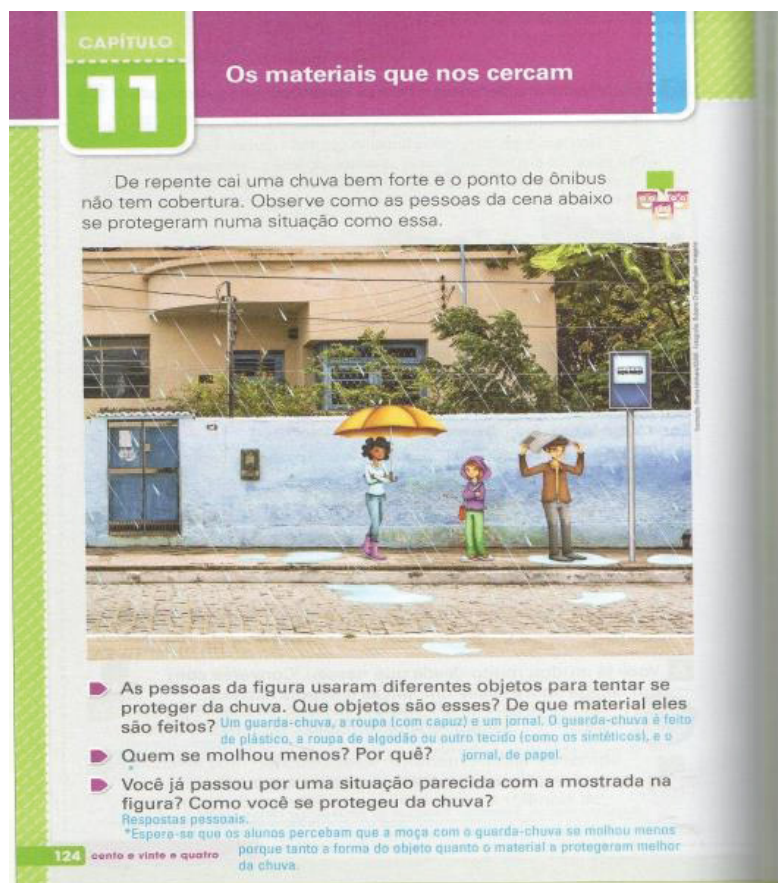 CAPÍTULO
11
Os materiais que nos cercam
De repente cai uma chuva bem forte e o ponto de ônibus
não tem cobertura. Observe como as pessoas da cena abaixo
se protegeram numa situação como essa.
As pessoas da figura usaram diferentes objetos para tentar se
proteger da chuva. Que objetos são esses? De que material eles
são feitos? Um guarda-chuva, a roupa (com capuz) e um jornal. O guarda-chuva é feito
de plástico, a roupa de algodão ou outro tecido (como os sintéticos), e o
Quem se molhou menos? Por quê? jornal, de papel.
*
Você já passou por uma situação parecida com a mostrada na
figura? Como você se protegeu da chuva?
Respostas pessoais.
*Espera-se que os alunos percebam que a moça com o guarda-chuva se molhou menos
124 cento e vinte e quatro porque tanto a forma do objeto quanto o material a protegeram melhor
da chuva.